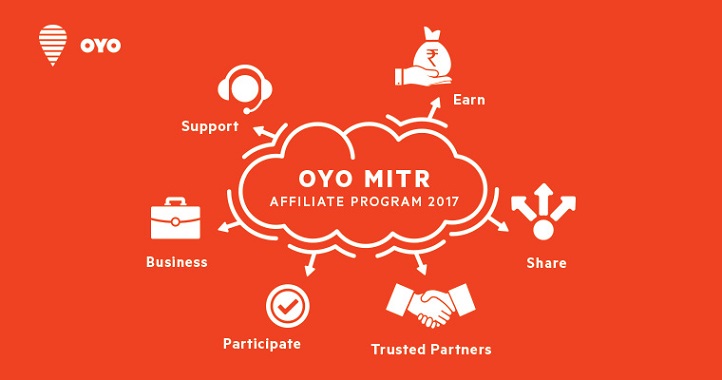 OYO
Earn
Support
OYO MITR
AFFILIATE PROGRAM 2017
Business
Share
Participate
Trusted Partners
₹